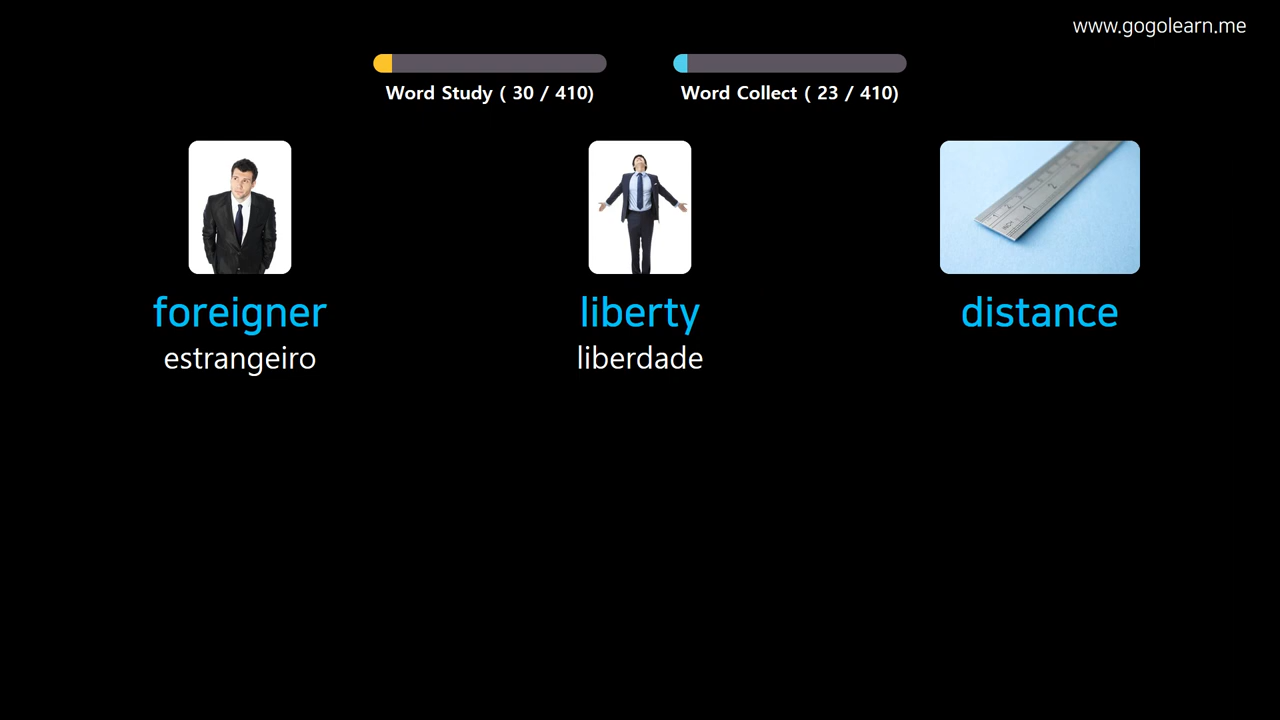 www.gogolearn.me
Word Study ( 30 / 410)
Word Collect ( 23 / 410)
foreigner
estrangeiro
liberty
liberdade
distance